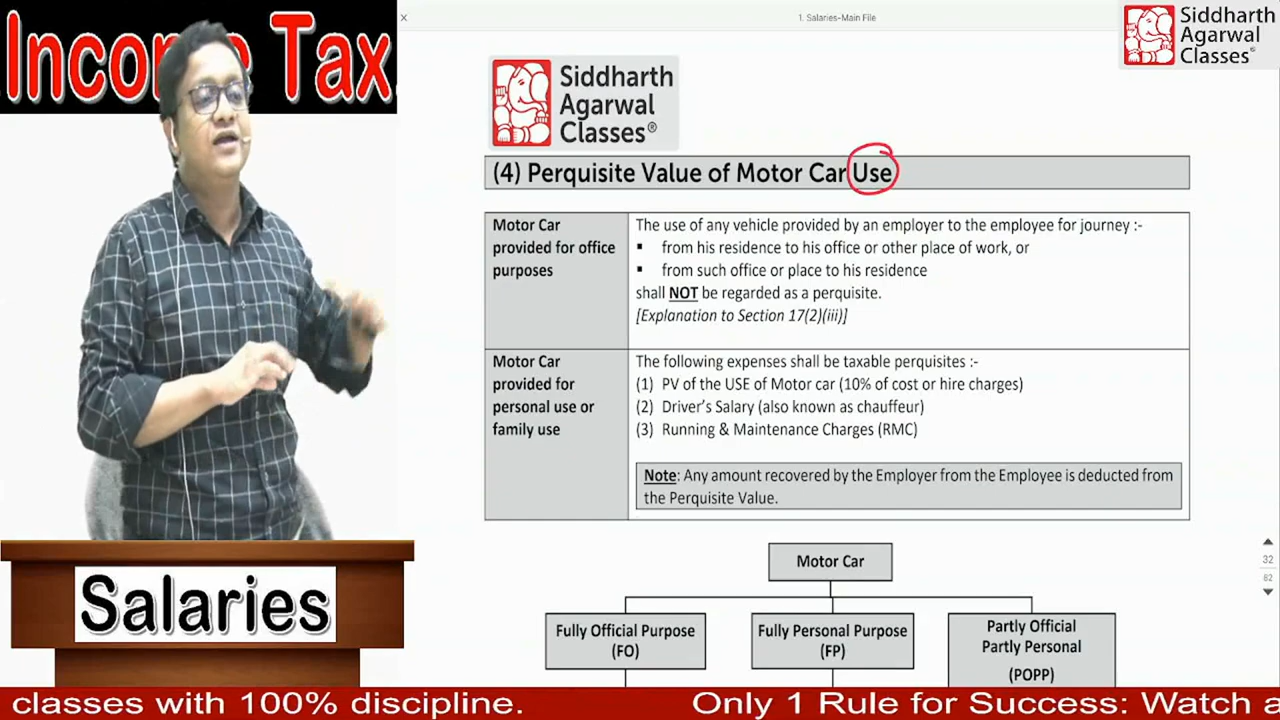 Income Tax
1. Salaries-Main File
Siddharth
Agarwal
Classes®
Siddharth
Agarwal
Classes®
(4) Perquisite Value of Motor Car Use
Motor Car
provided for office
purposes
The use of any vehicle provided by an employer to the employee for journey :-
▪ from his residence to his office or other place of work, or
▪ from such office or place to his residence
shall NOT be regarded as a perquisite.
[Explanation to Section 17(2)(iii)]
Motor Car
provided for
personal use or
family use
The following expenses shall be taxable perquisites :-
(1) PV of the USE of Motor car (10% of cost or hire charges)
(2) Driver's Salary (also known as chauffeur)
(3) Running & Maintenance Charges (RMC)
Note: Any amount recovered by the Employer from the Employee is deducted from
the Perquisite Value.
Motor Car
Fully Official Purpose
(FO)
Fully Personal Purpose
(FP)
Partly Official
Partly Personal
(POPP)
32
62
Salaries
classes with 100% discipline. Only 1 Rule for Success: Watch a